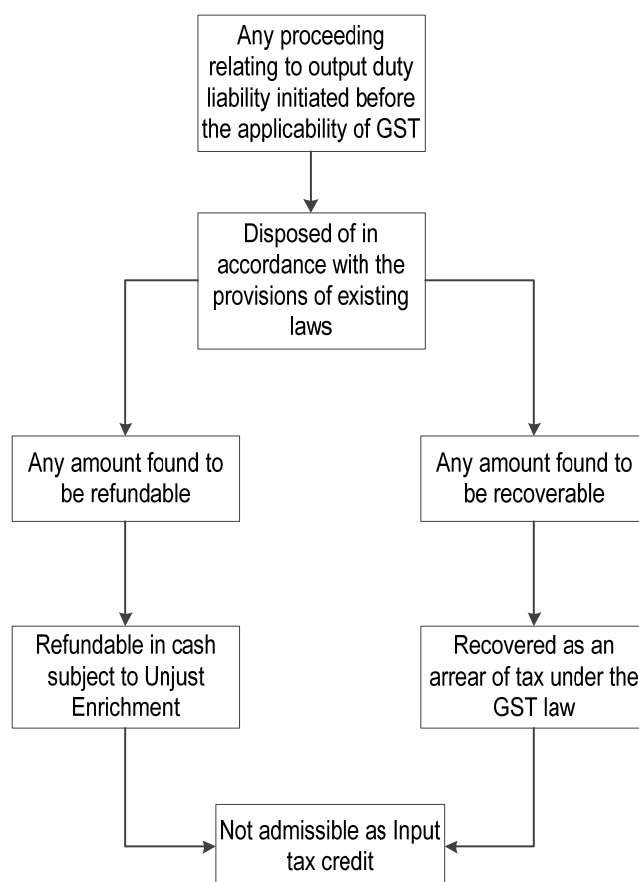 Any proceeding
relating to output duty
liability initiated before
the applicability of GST
Disposed of in
accordance with the
provisions of existing
laws
Any amount found to
be refundable
Any amount found to
be recoverable
Refundable in cash
subject to Unjust
Enrichment
Recovered as an
arrear of tax under the
GST law
Not admissible as Input
tax credit